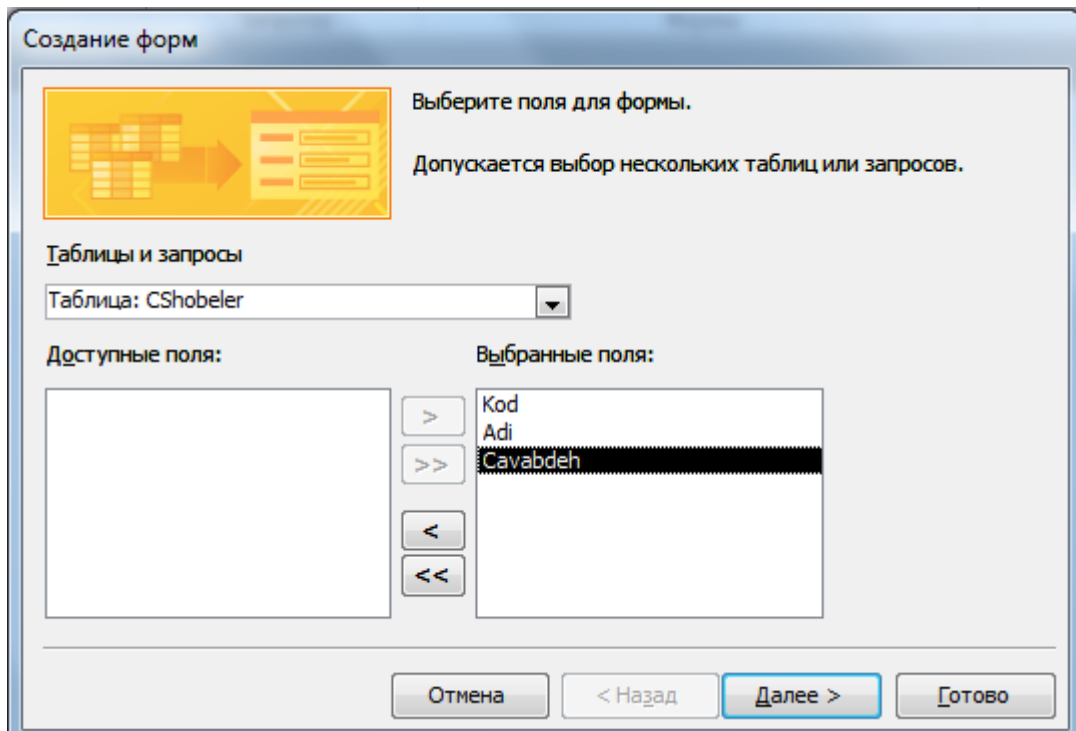 Создание форм
Выберите поля для формы.
Допускается выбор нескольких таблиц или запросов.
Таблицы и запросы
Таблица: CShobeler
Доступные поля:
Выбранные поля:
Kod
Adi
Cavabdeh
>
>>
<
<<
Отмена
< Назад
Далее >
Готово